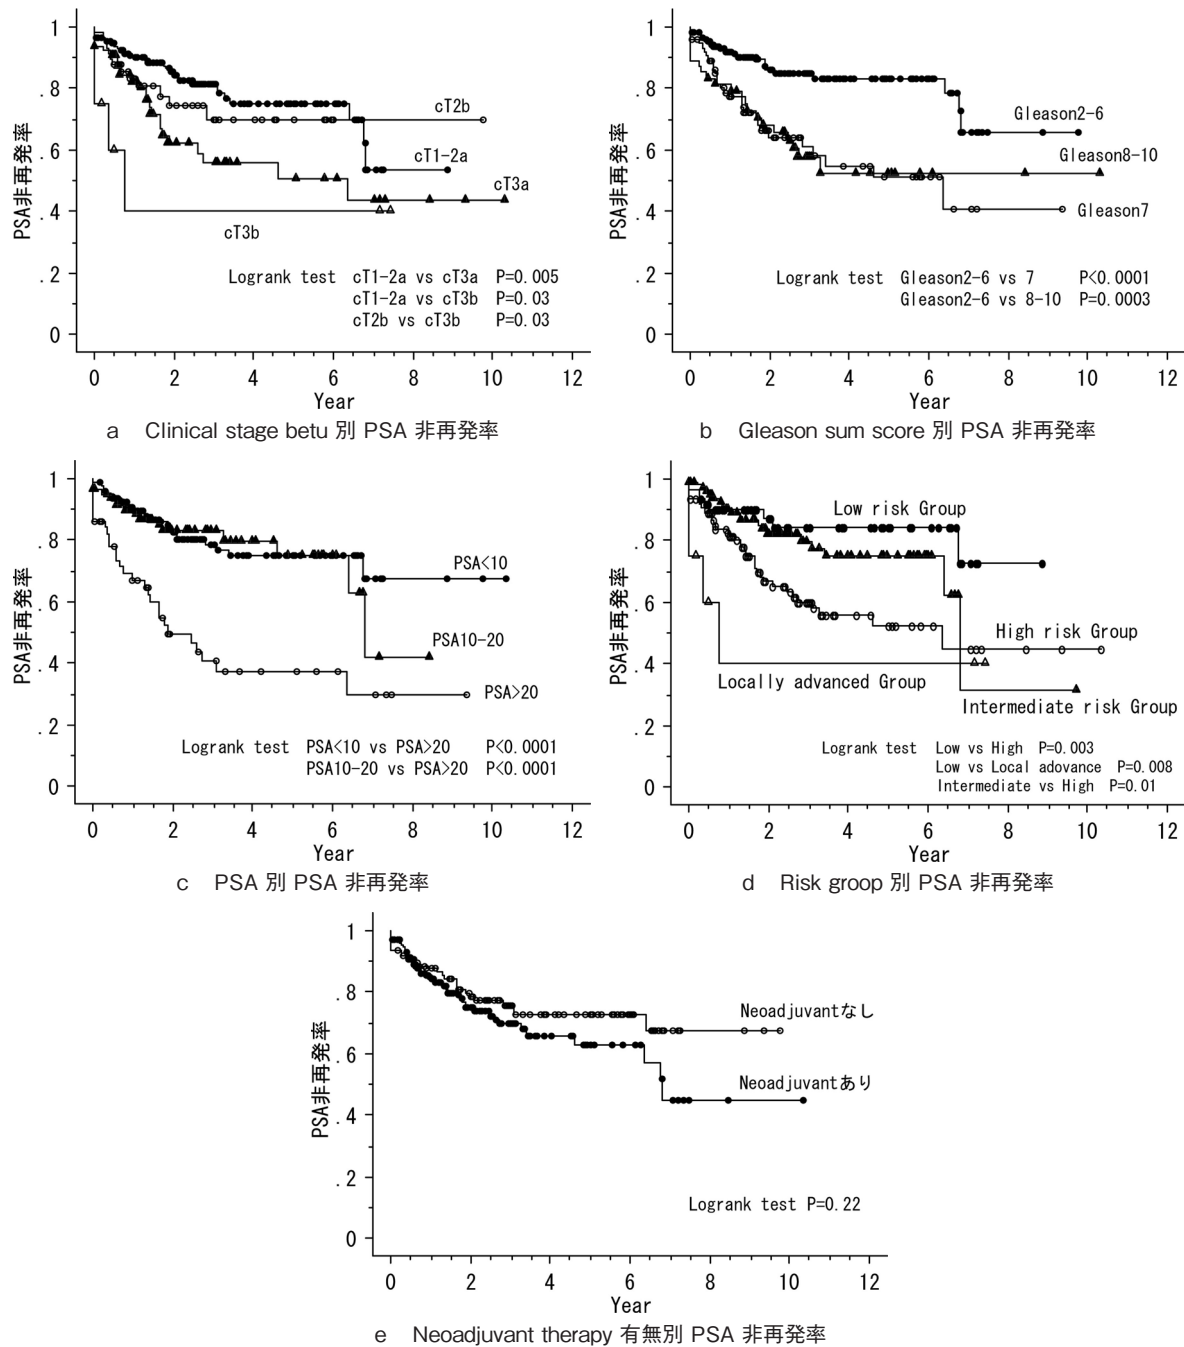 PSA非再発率
1
.8
.6
.4
.2
0
cT2b
cT1-2a
cT3a
cT3b
Logrank test cT1-2a vs cT3a P=0.005
cT1-2a vs cT3b P=0.03
cT2b vs cT3b P=0.03
0 2 4 6 8 10 12
Year
a Clinical stage betu 別 PSA 非再発率
PSA非再発率
1
.8
.6
.4
.2
0
Gleason2-6
Gleason8-10
Gleason7
Logrank test Gleason2-6 vs 7 P<0.0001
Gleason2-6 vs 8-10 P=0.0003
0 2 4 6 8 10 12
Year
b Gleason sum score 別 PSA 非再発率
PSA非再発率
1
.8
.6
.4
.2
0
PSA<10
PSA10-20
PSA>20
Logrank test PSA<10 vs PSA>20 P<0.0001
PSA10-20 vs PSA>20 P<0.0001
0 2 4 6 8 10 12
Year
c PSA 別 PSA 非再発率
PSA非再発率
1
.8
.6
.4
.2
0
Low risk Group
High risk Group
Locally advanced Group
Intermediate risk Group
Logrank test Low vs High P=0.003
Low vs Local adovance P=0.008
Intermediate vs High P=0.01
0 2 4 6 8 10 12
Year
d Risk groop 別 PSA 非再発率
PSA非再発率
1
.8
.6
.4
.2
0
Neoadjuvantなし
Neoadjuvantあり
Logrank test P=0.22
0 2 4 6 8 10 12
Year
e Neoadjuvant therapy 有無別 PSA 非再発率